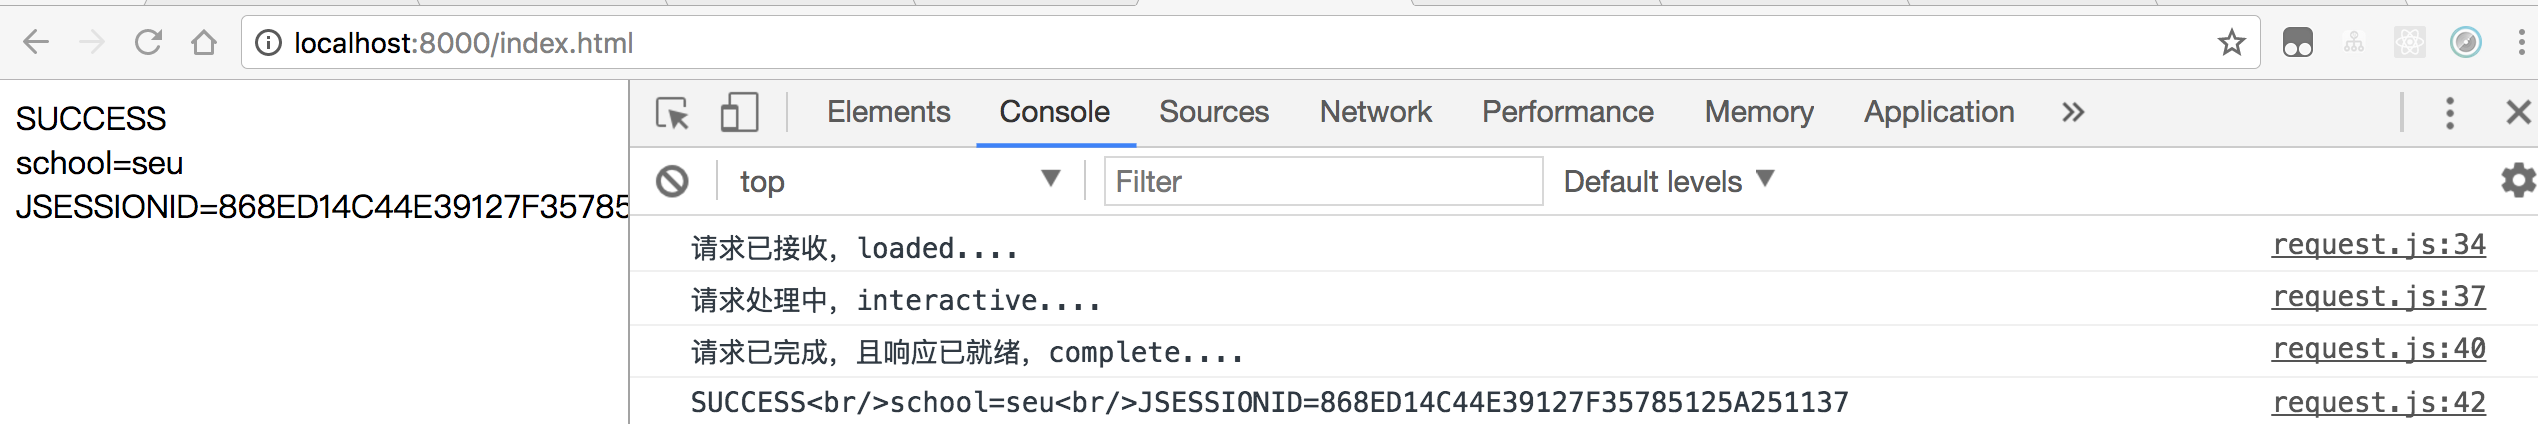 localhost:8000/index.html
SUCCESS
school=seu
JSESSIONID=868ED14C44E39127F35785
Elements Console Sources Network Performance Memory Application »
top ▼ Filter Default levels ▼
请求已接收，loaded.... request.js:34
请求处理中，interactive.... request.js:37
请求已完成，且响应已就绪，complete.... request.js:40
SUCCESS<br/>school=seu<br/>JSESSIONID=868ED14C44E39127F35785125A251137 request.js:42